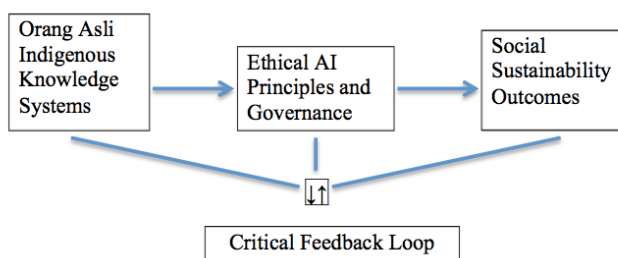 Orang Asli
Indigenous
Knowledge
Systems
Ethical AI
Principles and
Governance
Social
Sustainability
Outcomes
↓↑
Critical Feedback Loop